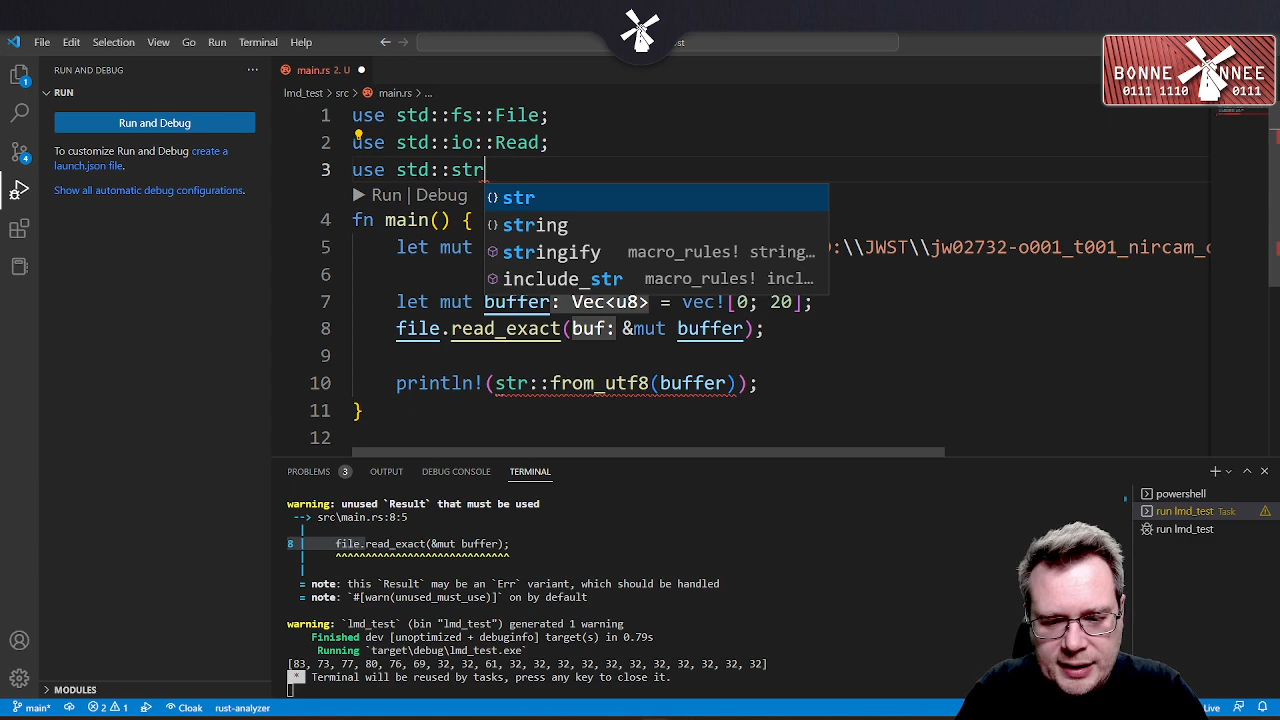 File Edit Selection View Go Run Terminal Help
st
BONNE NNEE
0111 1110 0111
RUN AND DEBUG
RUN
Run and Debug
To customize Run and Debug create a
launch.json file.
Show all automatic debug configurations.
1
4
main.rs 2, U
lmd_test > src > main.rs > ...
1 use std::fs::File;
2 use std::io::Read;
3 use std::str
Run | Debug
str
string
stringify macro_rules! string...
include_str macro_rules! incl...
4 fn main() {
5 let mut D:\\JWST\\jw02732-o001_t001_nircam_c
6
7 let mut buffer: Vec<u8> = vec![0; 20];
8 file.read_exact(buf: &mut buffer);
9
10 println!(str::from_utf8(buffer));
11 }
12
PROBLEMS 3 OUTPUT DEBUG CONSOLE TERMINAL
warning: unused `Result` that must be used
--> src\main.rs:8:5
|
8 | file.read_exact(&mut buffer);
| ^^^^^^^^^^^^^^^^^^^^^^^^^^^^^
|
= note: this `Result` may be an `Err` variant, which should be handled
= note: `#[warn(unused_must_use)]` on by default
warning: `lmd_test` (bin "lmd_test") generated 1 warning
Finished dev [unoptimized + debuginfo] target(s) in 0.79s
Running `target\debug\lmd_test.exe`
[83, 73, 77, 80, 76, 69, 32, 32, 61, 32, 32, 32, 32, 32, 32, 32, 32, 32, 32, 32]
* Terminal will be reused by tasks, press any key to close it.
powershell
run lmd_test Task
run lmd_test
MODULES
main* 2 1 Cloak rust-analyzer
Live